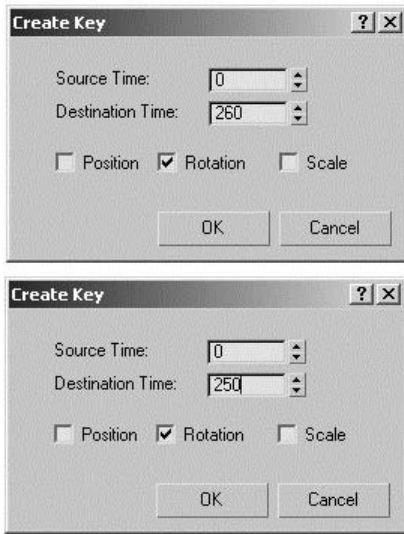 Create Key
Source Time: 0
Destination Time: 260
Position Rotation Scale
OK Cancel
Create Key
Source Time: 0
Destination Time: 250
Position Rotation Scale
OK Cancel